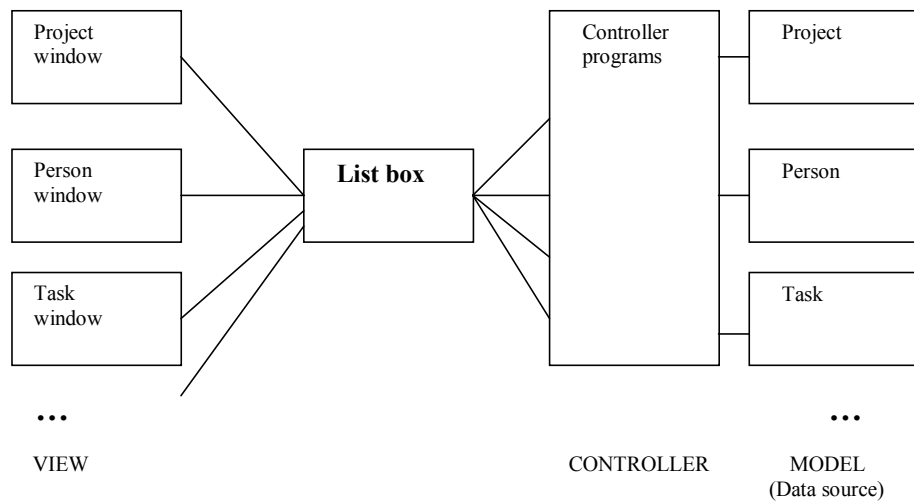 Project
window
Person
window
Task
window
...
VIEW
List box
Controller
programs
CONTROLLER
Project
Person
Task
...
MODEL
(Data source)